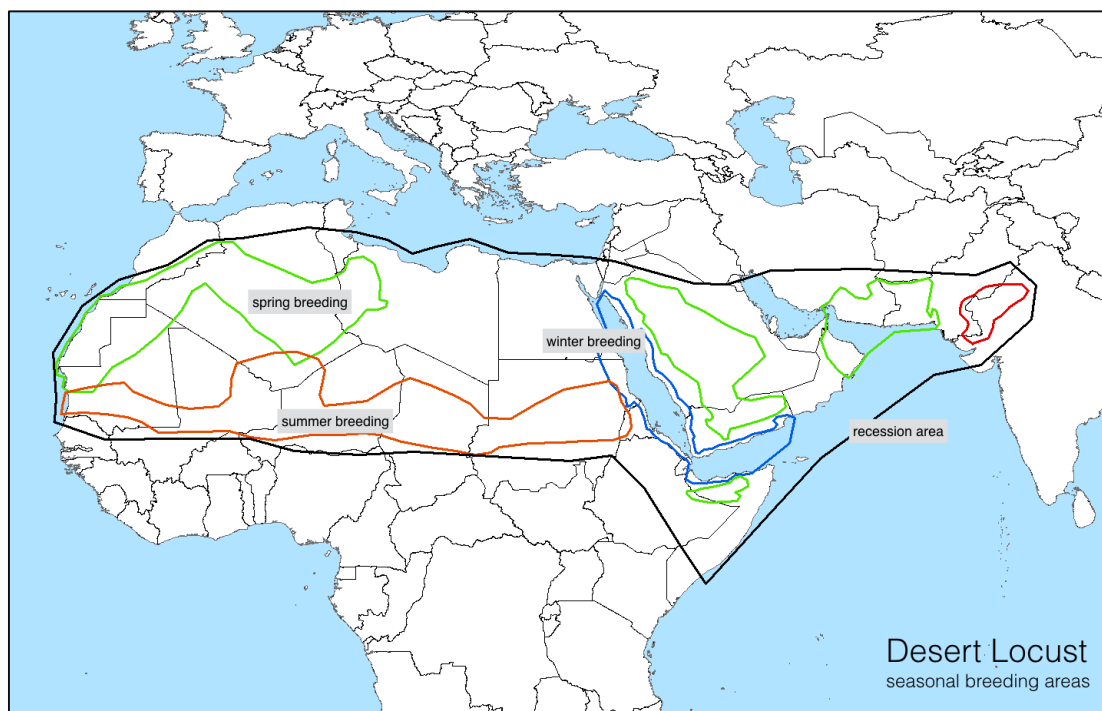 spring breeding
winter breeding
summer breeding
recession area
Desert Locust
seasonal breeding areas